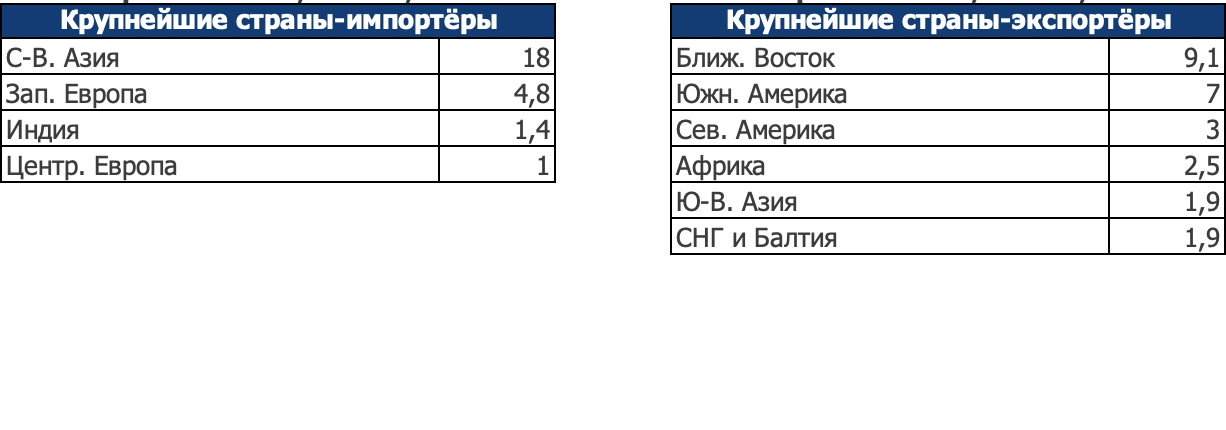 Крупнейшие страны-импортёры
С-В. Азия 18
Зап. Европа 4,8
Индия 1,4
Центр. Европа 1
Крупнейшие страны-экспортёры
Ближ. Восток 9,1
Южн. Америка 7
Сев. Америка 3
Африка 2,5
Ю-В. Азия 1,9
СНГ и Балтия 1,9